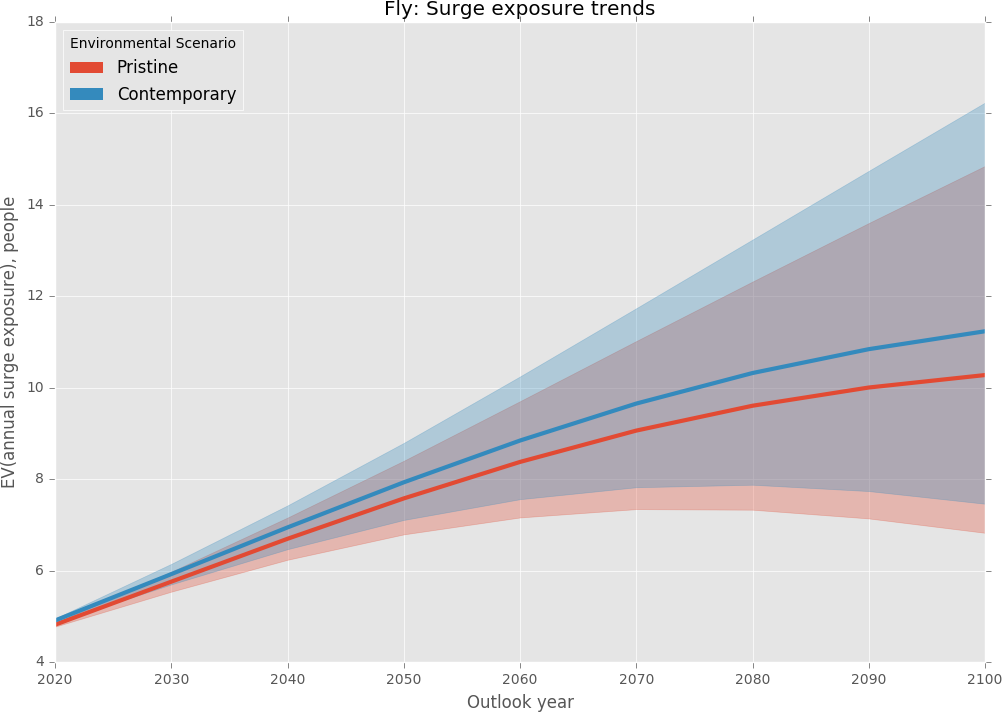 Fly: Surge exposure trends
Environmental Scenario
Pristine
Contemporary
EV(annual surge exposure), people
18
16
14
12
10
8
6
4
2020 2030 2040 2050 2060 2070 2080 2090 2100
Outlook year